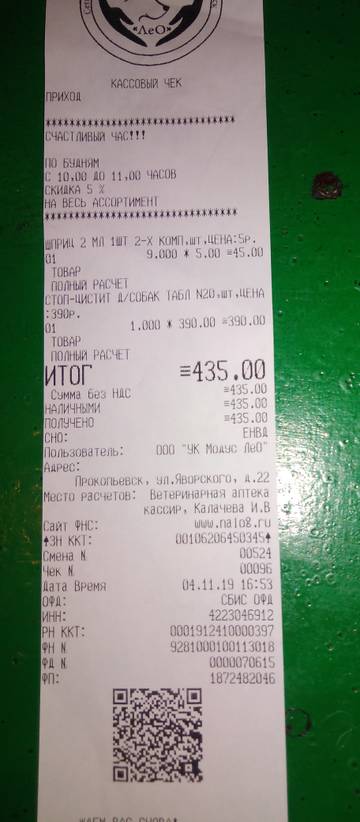 «ЛеО»
КАССОВЫЙ ЧЕК
ПРИХОД
************************************
СЧАСТЛИВЫЙ ЧАС!!!
ПО БУДНЯМ
С 10,00 ДО 11,00 ЧАСОВ
СКИДКА 5 %
НА ВЕСЬ АССОРТИМЕНТ
************************************
ШПРИЦ 2 МЛ 1ШТ 2-Х КОМП,шт,ЦЕНА:5р.
01 9.000 * 5.00 ≡45.00
ТОВАР
ПОЛНЫЙ РАСЧЕТ
СТОП-ЦИСТИТ Д/СОБАК ТАБЛ N20,шт,ЦЕНА
:390р.
01 1.000 * 390.00 ≡390.00
ТОВАР
ПОЛНЫЙ РАСЧЕТ
ИТОГ ≡435.00
Сумма без НДС ≡435.00
НАЛИЧНЫМИ ≡435.00
ПОЛУЧЕНО ≡435.00
СНО: ЕНВД
Пользователь: ООО "УК Модус ЛеО"
Адрес:
Прокопьевск, ул.Яворского, д.22
Место расчетов: Ветеринарная аптека
кассир, Калачева И.В
Сайт ФНС: www.nalog.ru
ЗН ККТ: 00106206450345
Смена N 00524
Чек N 00096
Дата Время 04.11.19 16:53
ОФД: СБИС ОФД
ИНН: 4223046912
РН ККТ: 0001912410000397
ФН N 9281000100113018
ФД N 0000070615
ФП: 1872482046
ЖДЕМ ВАС СНОВА!